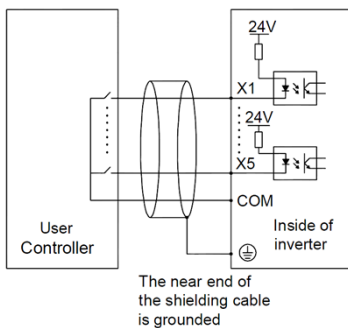 24V
X1
24V
X5
COM
User
Controller
Inside of
inverter
The near end of
the shielding cable
is grounded